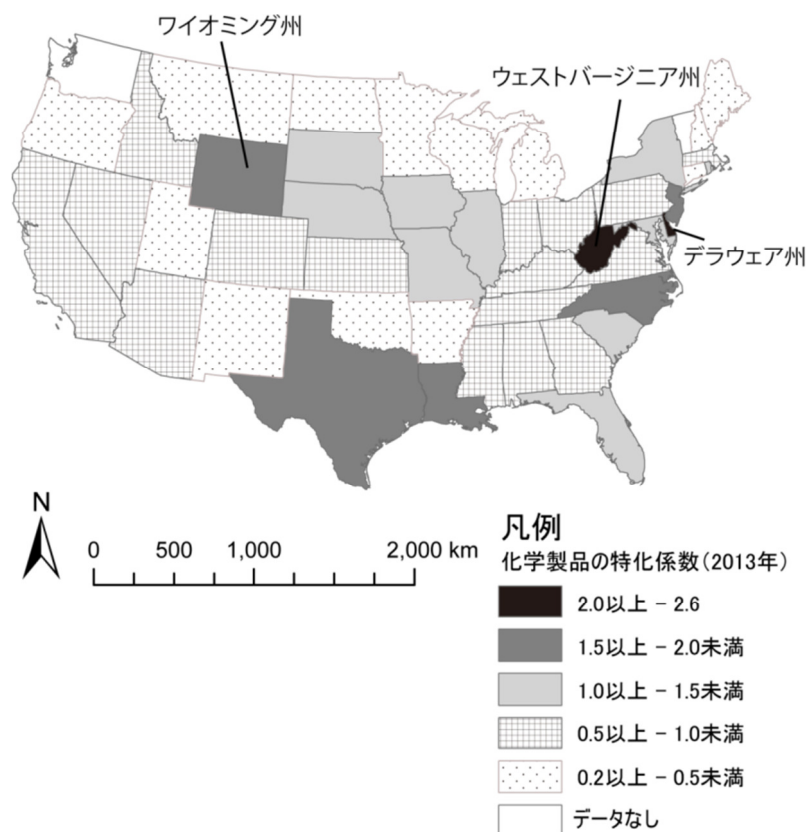 ワイオミング州
ウェストバージニア州
デラウェア州
N
0 500 1,000 2,000 km
凡例
化学製品の特化係数(2013年)
2.0以上 − 2.6
1.5以上 − 2.0未満
1.0以上 − 1.5未満
0.5以上 − 1.0未満
0.2以上 − 0.5未満
データなし